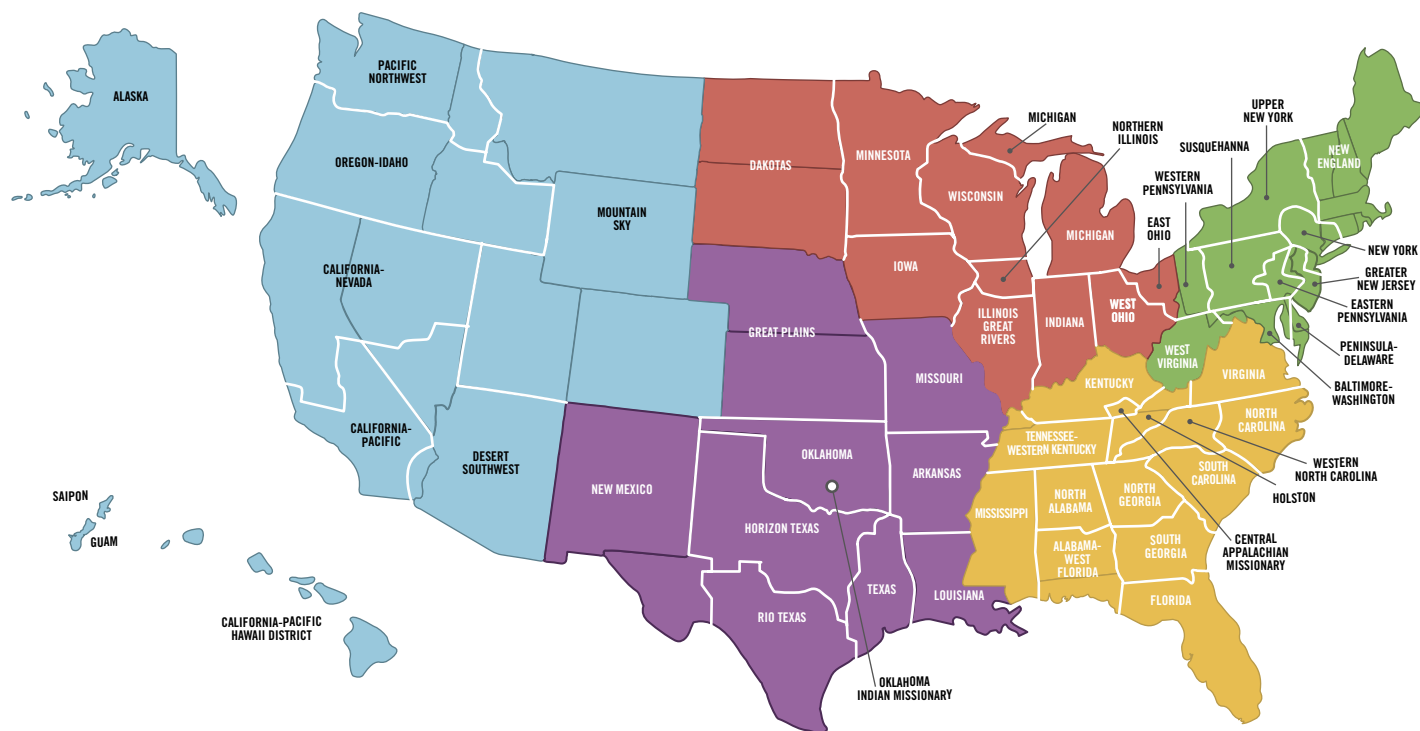 ALASKA
PACIFIC
NORTHWEST
OREGON-IDAHO
MOUNTAIN
SKY
CALIFORNIA-
NEVADA
CALIFORNIA-
PACIFIC
DESERT
SOUTHWEST
SAIPON
GUAM
CALIFORNIA-PACIFIC
HAWAII DISTRICT
DAKOTAS
MINNESOTA
WISCONSIN
MICHIGAN
MICHIGAN
NORTHERN
ILLINOIS
IOWA
ILLINOIS
GREAT
RIVERS
INDIANA
WEST
OHIO
EAST
OHIO
GREAT PLAINS
MISSOURI
OKLAHOMA
ARKANSAS
NEW MEXICO
HORIZON TEXAS
TEXAS
RIO TEXAS
LOUISIANA
OKLAHOMA
INDIAN MISSIONARY
UPPER
NEW YORK
SUSQUEHANNA
WESTERN
PENNSYLVANIA
NEW
ENGLAND
NEW YORK
GREATER
NEW JERSEY
EASTERN
PENNSYLVANIA
PENINSULA-
DELAWARE
BALTIMORE-
WASHINGTON
WEST
VIRGINIA
KENTUCKY
VIRGINIA
TENNESSEE-
WESTERN KENTUCKY
NORTH
CAROLINA
WESTERN
NORTH CAROLINA
SOUTH
CAROLINA
HOLSTON
CENTRAL
APPALACHIAN
MISSIONARY
MISSISSIPPI
NORTH
ALABAMA
NORTH
GEORGIA
ALABAMA-
WEST
FLORIDA
SOUTH
GEORGIA
FLORIDA